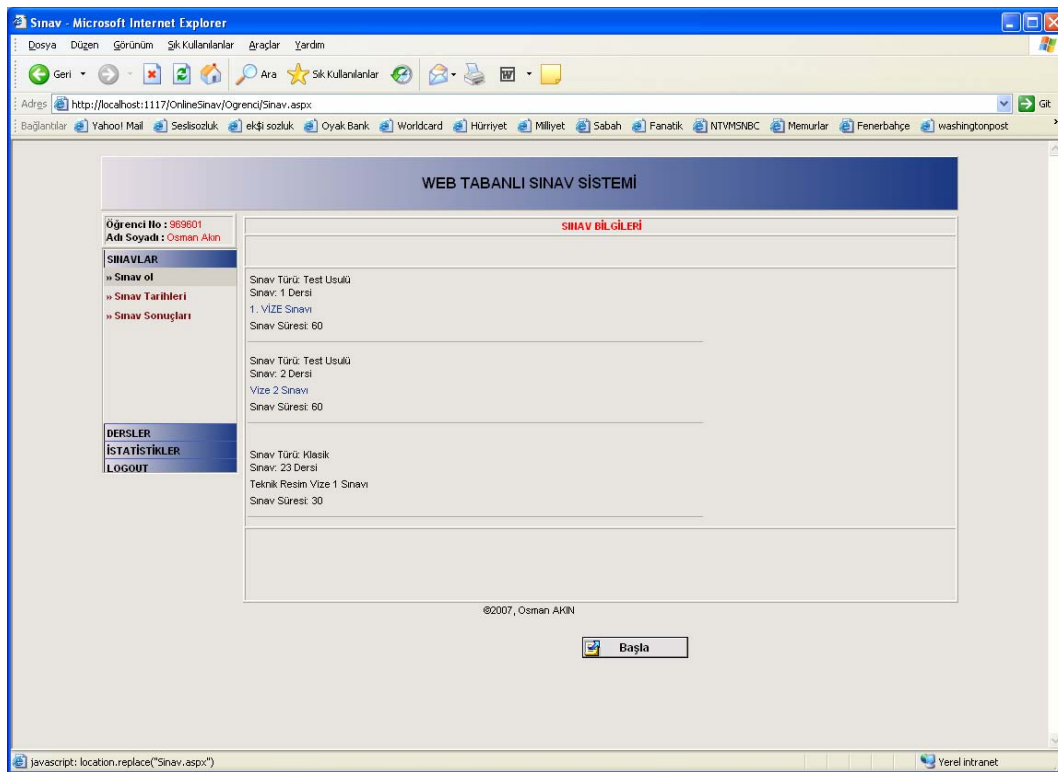 Sınav - Microsoft Internet Explorer
Dosya Düzen Görünüm Sık Kullanılanlar Araçlar Yardım
Geri Ara Sık Kullanılanlar
Adres http://localhost:1117/OnlineSinav/Ogrenci/Sinav.aspx Git
Bağlantılar Yahoo! Mail Seslisozluk ekşi sozluk Oyak Bank Worldcard Hürriyet Milliyet Sabah Fanatik NTVMSNBC Memurlar Fenerbahçe washingtonpost »
WEB TABANLI SINAV SİSTEMİ
Öğrenci No : 969601
Adı Soyadı : Osman Akın
SINAVLAR
» Sınav ol
» Sınav Tarihleri
» Sınav Sonuçları
DERSLER
İSTATİSTİKLER
LOGOUT
SINAV BİLGİLERİ
Sınav Türü: Test Usulü
Sınav: 1 Dersi
1. VİZE Sınavı
Sınav Süresi: 60
Sınav Türü: Test Usulü
Sınav: 2 Dersi
Vize 2 Sınavı
Sınav Süresi: 60
Sınav Türü: Klasik
Sınav: 23 Dersi
Teknik Resim Vize 1 Sınavı
Sınav Süresi: 30
©2007, Osman AKIN
Başla
javascript: location.replace("Sinav.aspx") Yerel intranet